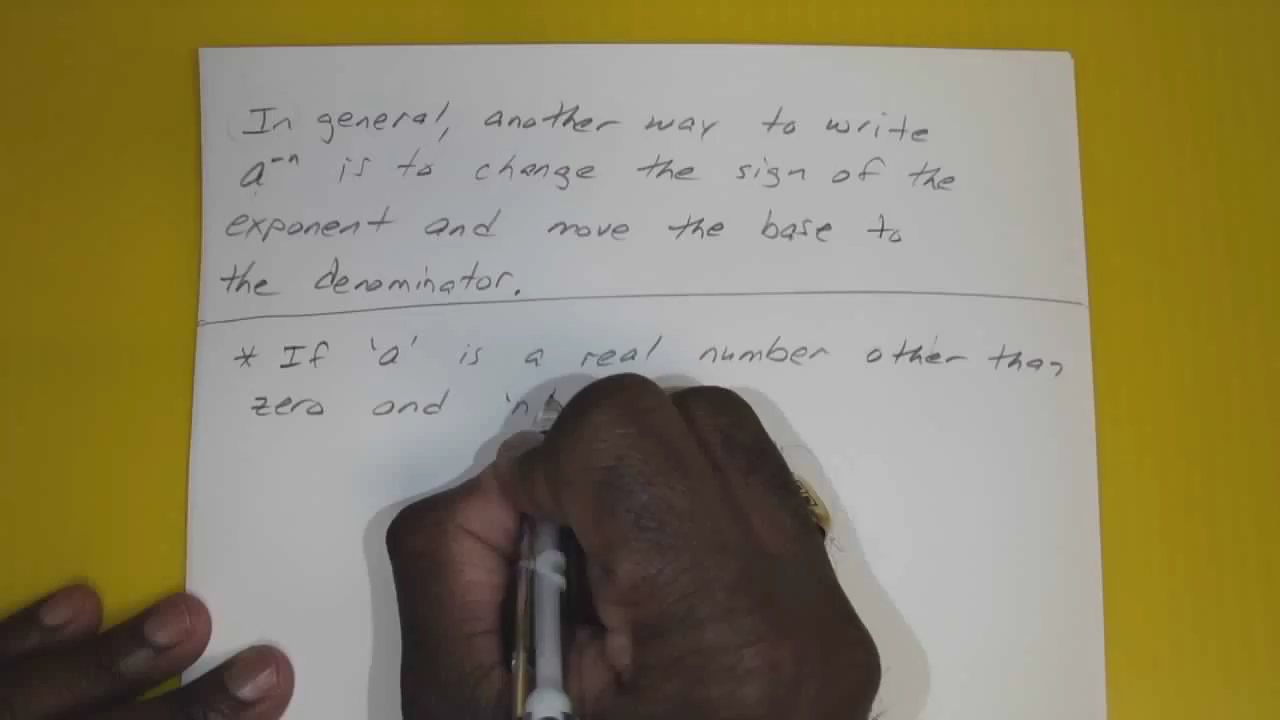 In general, another way to write
a⁻ⁿ is to change the sign of the
exponent and move the base to
the denominator.
* If 'a' is a real number other than
zero and 'n'